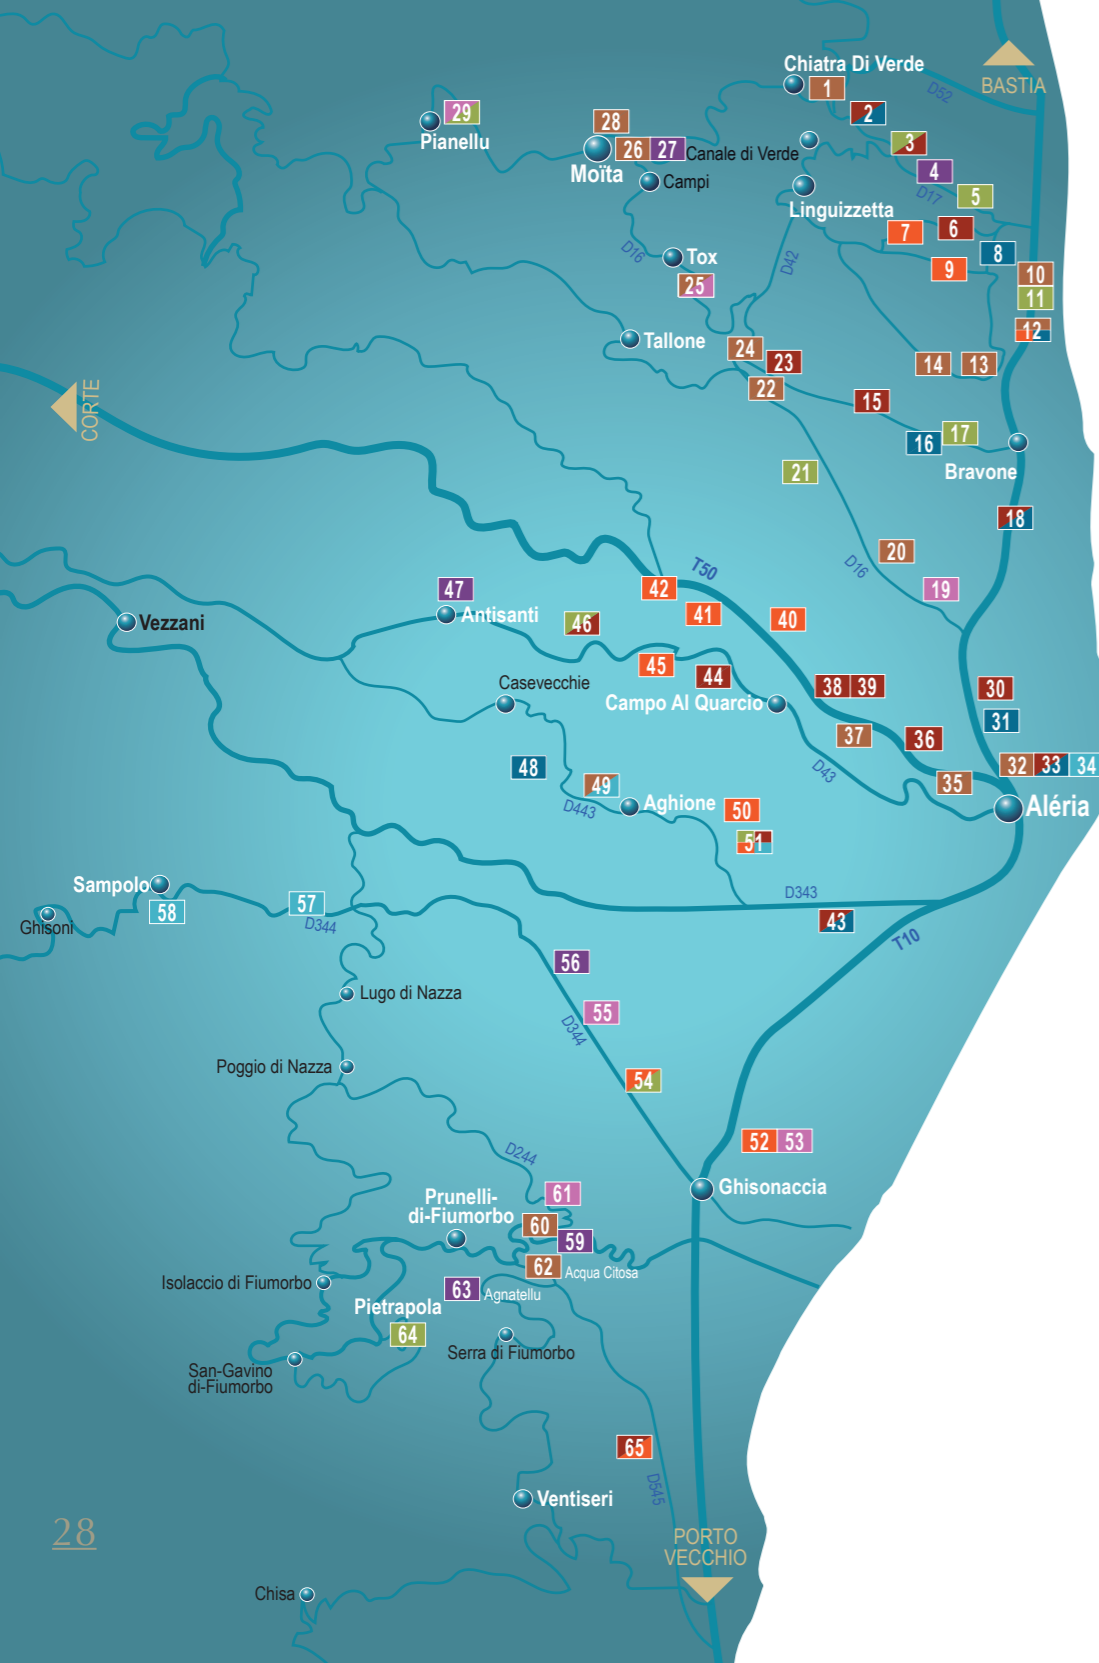 Chiatra Di Verde
BASTIA
1
D52
2
29
Pianellu
28
26 27
Moïta
Canale di Verde
3
4
D17
5
Campi
Linguizzetta
7
6
D16
Tox
D42
8
9
10
11
25
12
Tallone
24
23
14
13
22
15
CORTE
16
17
Bravone
21
18
20
D16
19
T50
47
Antisanti
42
41
40
46
Vezzani
45
44
Casevecchie
Campo Al Quarcio
38 39
30
31
37
36
48
D43
32 33 34
35
49
D443
Aghione
50
Aléria
51
Sampolo
58
57
D344
Ghisoni
D343
43
T10
56
Lugo di Nazza
55
D344
Poggio di Nazza
54
52 53
D244
Ghisonaccia
61
Prunelli-
di-Fiumorbo
60
59
62
Acqua Citosa
Isolaccio di Fiumorbo
63
Agnatellu
Pietrapola
64
Serra di Fiumorbo
San-Gavino
di-Fiumorbo
65
D545
Ventiseri
28
PORTO
VECCHIO
Chisa